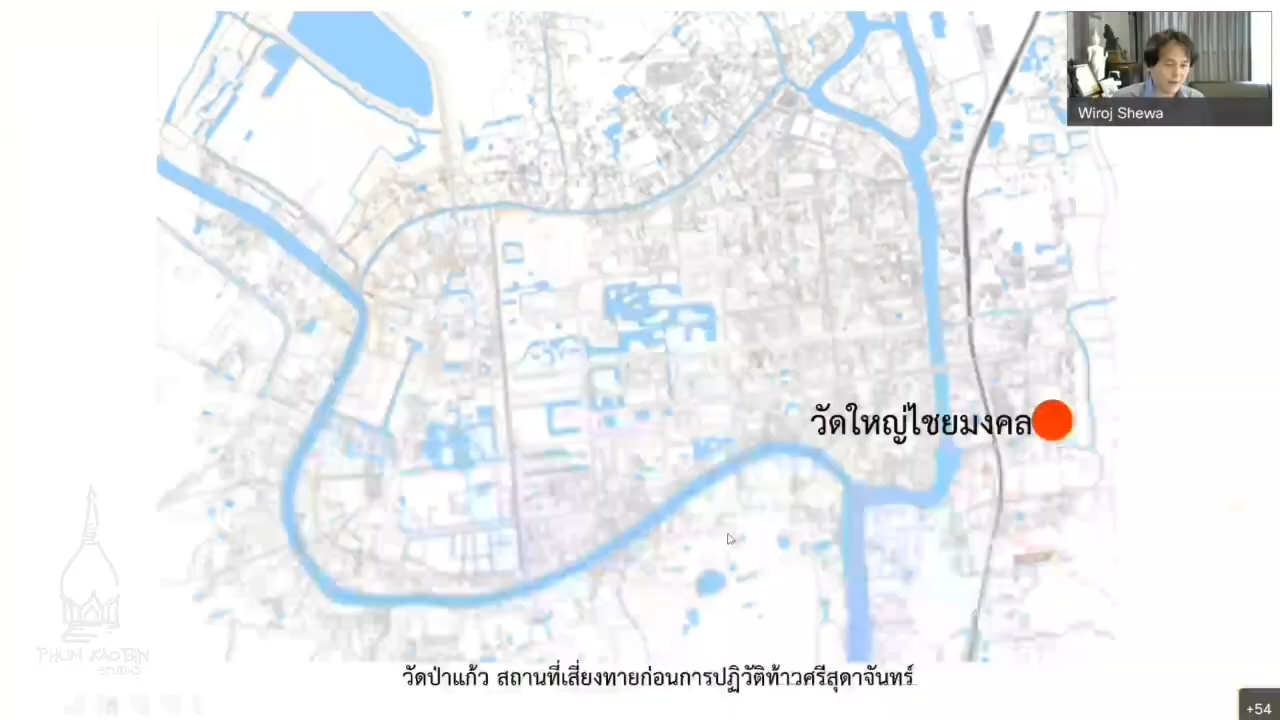 Wiroj Shewa
วัดใหญ่ไชยมงคล
PHUM KAOBIN
STUDIO
วัดป่าแก้ว สถานที่เสี่ยงทายก่อนการปฏิวัติท้าวศรีสุดาจันทร์
+54